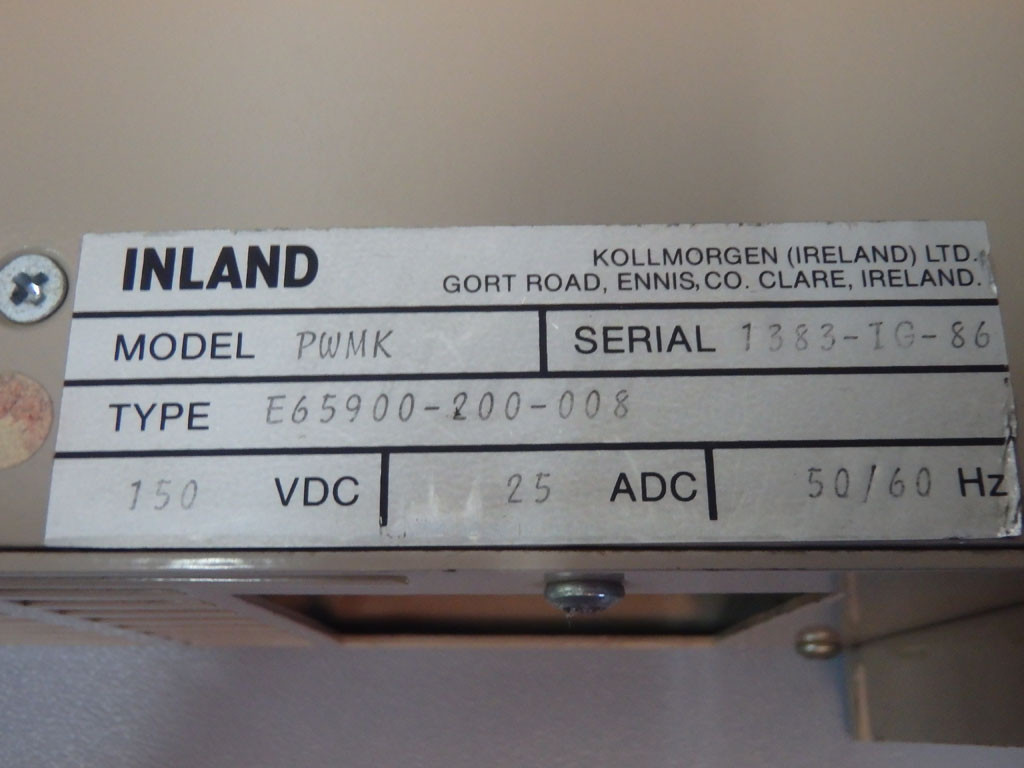 INLAND
KOLLMORGEN (IRELAND) LTD.
GORT ROAD, ENNIS, CO. CLARE, IRELAND.
MODEL PWMK SERIAL 1383-IG-86
TYPE E65900-200-008
150 VDC 25 ADC 50/60 Hz